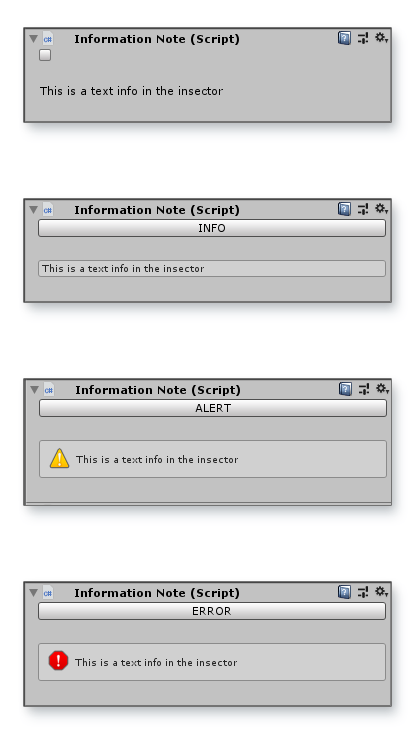 Information Note (Script)
This is a text info in the insector
Information Note (Script)
INFO
This is a text info in the insector
Information Note (Script)
ALERT
This is a text info in the insector
Information Note (Script)
ERROR
This is a text info in the insector